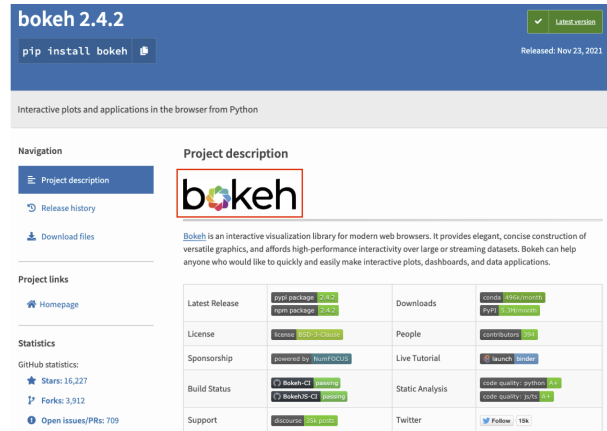 bokeh 2.4.2
Latest version
pip install bokeh
Released: Nov 23, 2021
Interactive plots and applications in the browser from Python
Navigation
Project description
Release history
Download files
Project links
Homepage
Statistics
GitHub statistics:
Stars: 16,227
Forks: 3,912
Open issues/PRs: 709
Project description
bokeh
Bokeh is an interactive visualization library for modern web browsers. It provides elegant, concise construction of
versatile graphics, and affords high-performance interactivity over large or streaming datasets. Bokeh can help
anyone who would like to quickly and easily make interactive plots, dashboards, and data applications.
Latest Release
pypi package 2.4.2
npm package 2.4.2
Downloads
conda 496k/month
PyPI 5.3M/month
License
license BSD-3-Clause
People
contributors 394
Sponsorship
powered by NumFOCUS
Live Tutorial
launch binder
Build Status
Bokeh-CI passing
BokehJS-CI passing
Static Analysis
code quality: python A+
code quality: js/ts A+
Support
discourse 35k posts
Twitter
Follow 15k